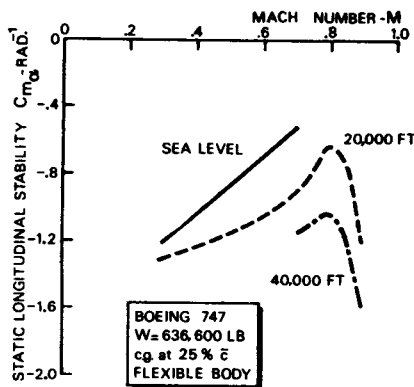 MACH NUMBER-M
0 .2 .4 .6 .8 1.0
0
-.4
-.8
-1.2
-1.6
-2.0
STATIC LONGITUDINAL STABILITY Cmα-RAD.-1
SEA LEVEL
20,000 FT
40,000 FT
BOEING 747
W=636,600 LB
c.g. at 25 % c̄
FLEXIBLE BODY